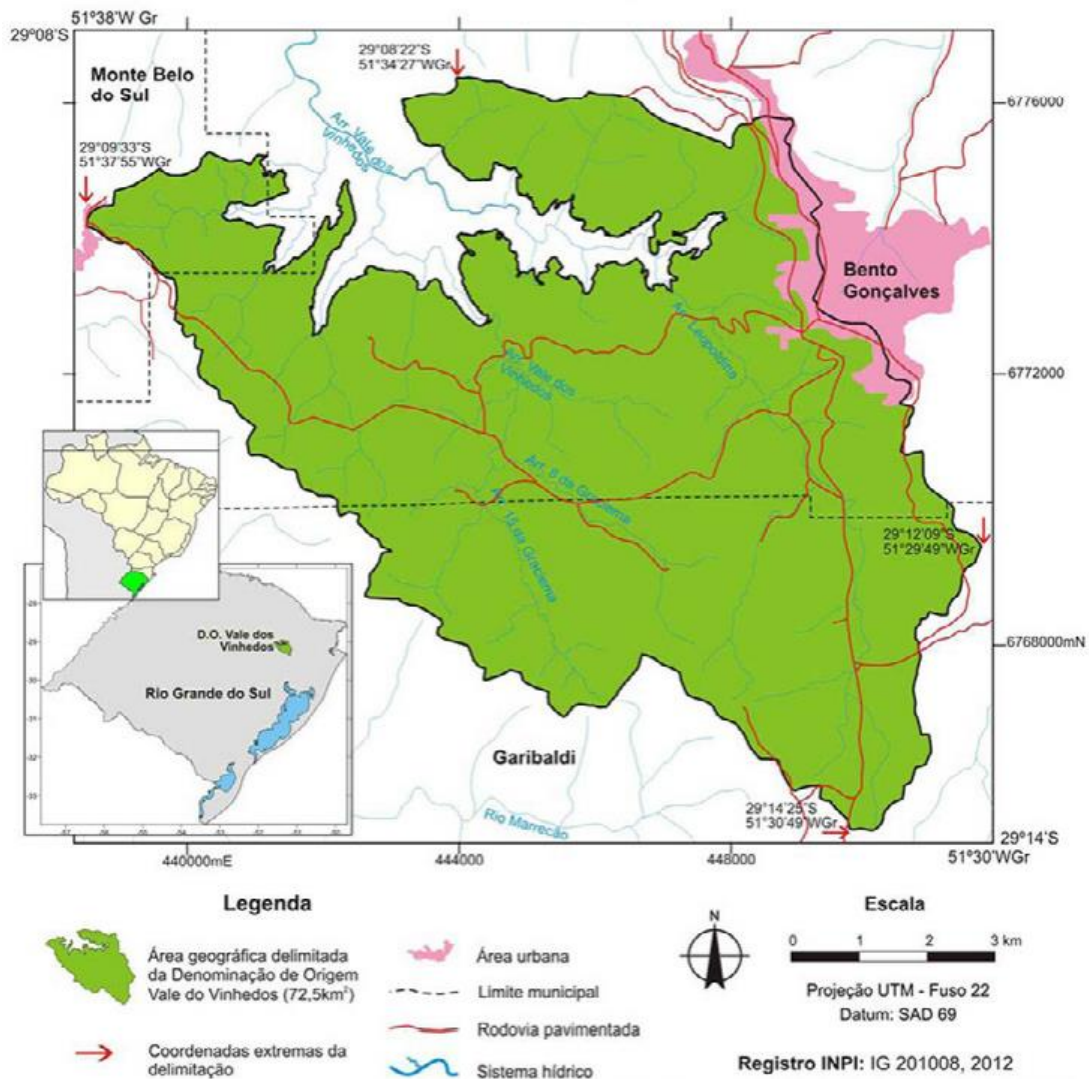 51°38'W Gr
29°08'S
Monte Belo
do Sul
29°08'22"S
51°34'27"WGr
6776000
Arr. Vale dos
Vinhedos
29°09'33"S
51°37'55"WGr
Bento
Gonçalves
Arr. Leopoldina
Arr. Vale dos
Vinhedos
6772000
Arr. 8 da Graciema
Arr. 15 da Graciema
29°12'09"S
51°29'49"WGr
D.O. Vale dos
Vinhedos
Rio Grande do Sul
6768000mN
Garibaldi
Rio Marrecão
29°14'25"S
51°30'49"WGr
29°14'S
440000mE
444000
448000
51°30'WGr
Legenda
Área geográfica delimitada
da Denominação de Origem
Vale do Vinhedos (72,5km²)
Coordenadas extremas da
delimitação
Área urbana
Limite municipal
Rodovia pavimentada
Sistema hídrico
N
Escala
0 1 2 3 km
Projeção UTM - Fuso 22
Datum: SAD 69
Registro INPI: IG 201008, 2012